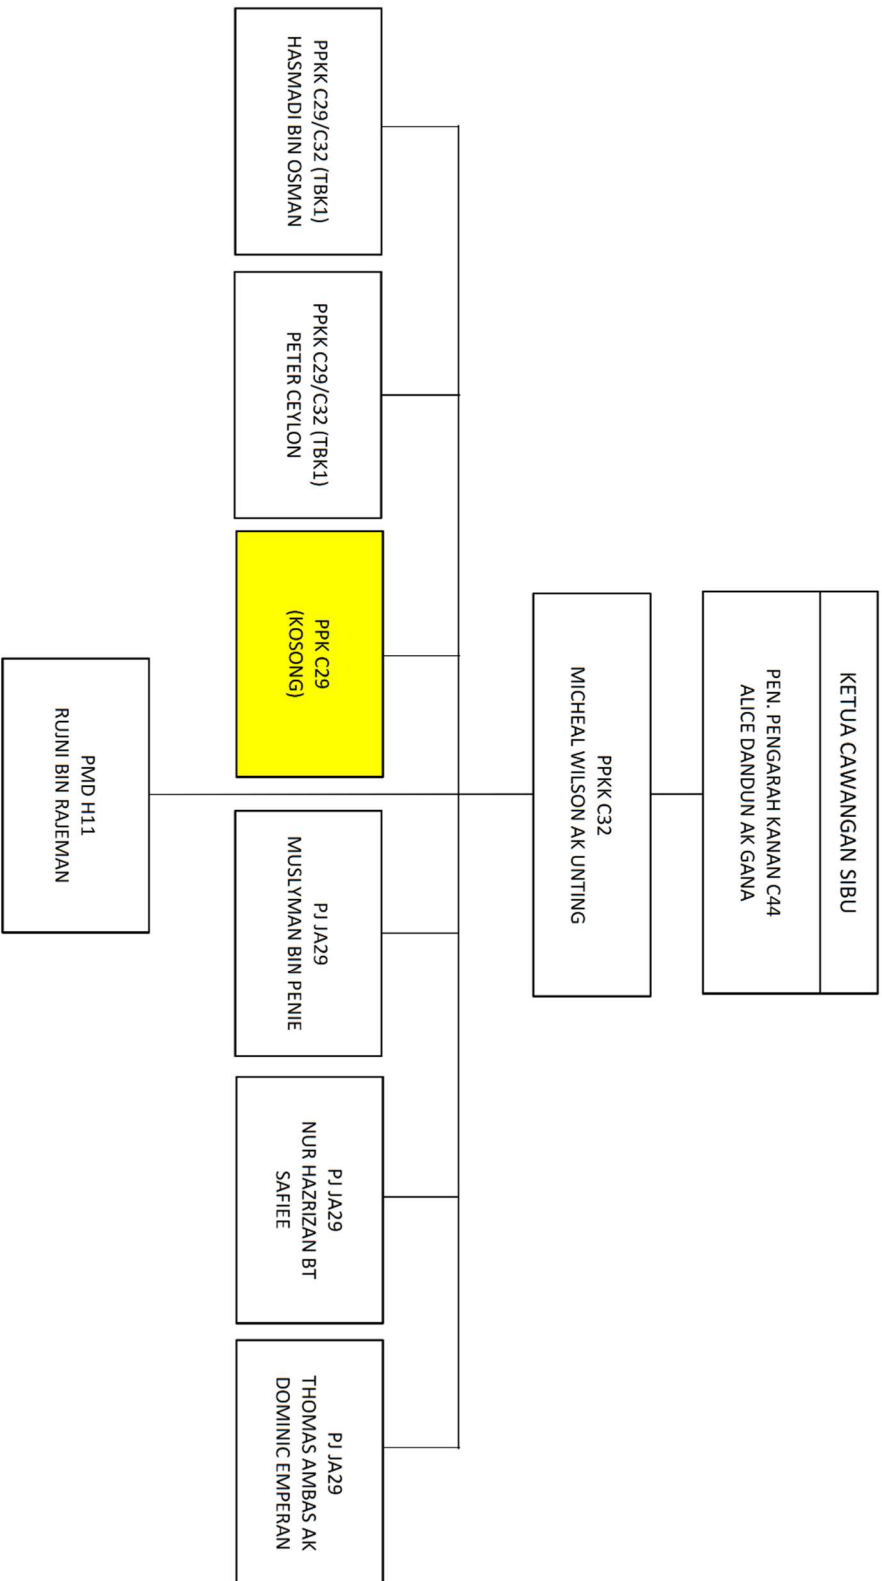 KETUA CAWANGAN SIBU
PEN. PENGARAH KANAN C44
ALICE DANDUN AK GANA
PPKK C32
MICHEAL WILSON AK UNTING
PPKK C29/C32 (TBK1)
HASMADI BIN OSMAN
PPKK C29/C32 (TBK1)
PETER CEYLON
PPK C29
(KOSONG)
PJ JA29
MUSLYMAN BIN PENIE
PJ JA29
NUR HAZRIZAN BT
SAFIEE
PJ JA29
THOMAS AMBAS AK
DOMINIC EMPERAN
PMD H11
RUJNI BIN RAJEMAN